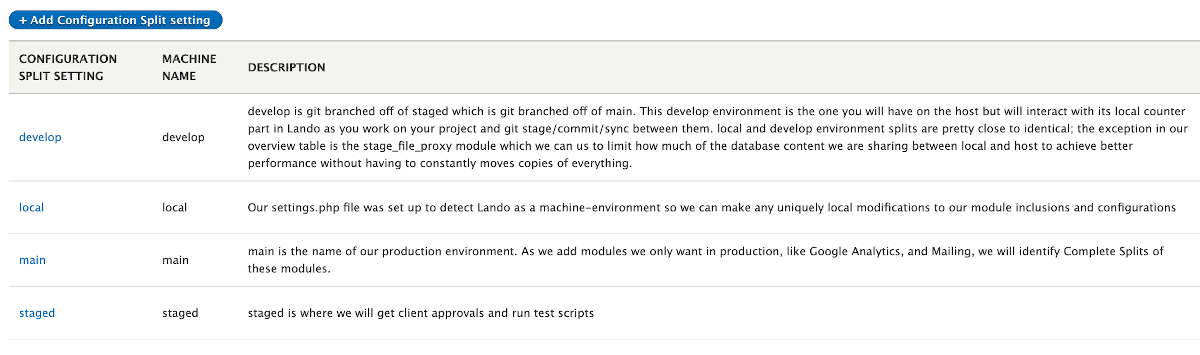 + Add Configuration Split setting
CONFIGURATION SPLIT SETTING
MACHINE NAME
DESCRIPTION
develop
develop
develop is git branched off of staged which is git branched off of main. This develop environment is the one you will have on the host but will interact with its local counter
part in Lando as you work on your project and git stage/commit/sync between them. local and develop environment splits are pretty close to identical; the exception in our
overview table is the stage_file_proxy module which we can us to limit how much of the database content we are sharing between local and host to achieve better
performance without having to constantly moves copies of everything.
local
local
Our settings.php file was set up to detect Lando as a machine-environment so we can make any uniquely local modifications to our module inclusions and configurations
main
main
main is the name of our production environment. As we add modules we only want in production, like Google Analytics, and Mailing, we will identify Complete Splits of
these modules.
staged
staged
staged is where we will get client approvals and run test scripts